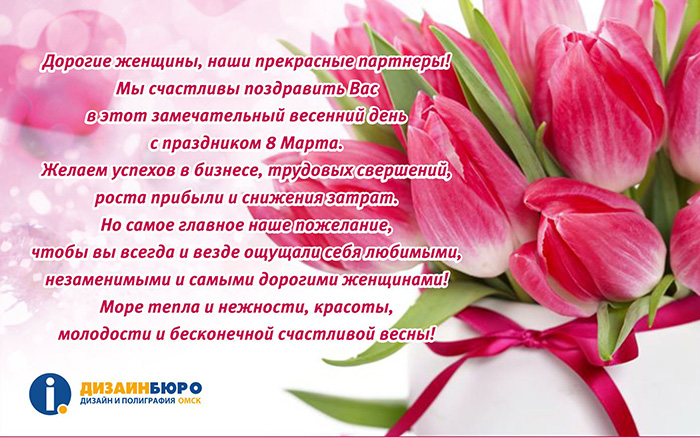 Дорогие женщины, наши прекрасные партнеры!
Мы счастливы поздравить Вас
в этот замечательный весенний день
с праздником 8 Марта.
Желаем успехов в бизнесе, трудовых свершений,
роста прибыли и снижения затрат.
Но самое главное наше пожелание,
чтобы вы всегда и везде ощущали себя любимыми,
незаменимыми и самыми дорогими женщинами!
Море тепла и нежности, красоты,
молодости и бесконечной счастливой весны!
i. ДИЗАИНБЮРО
ДИЗАЙН И ПОЛИГРАФИЯ ОМСК